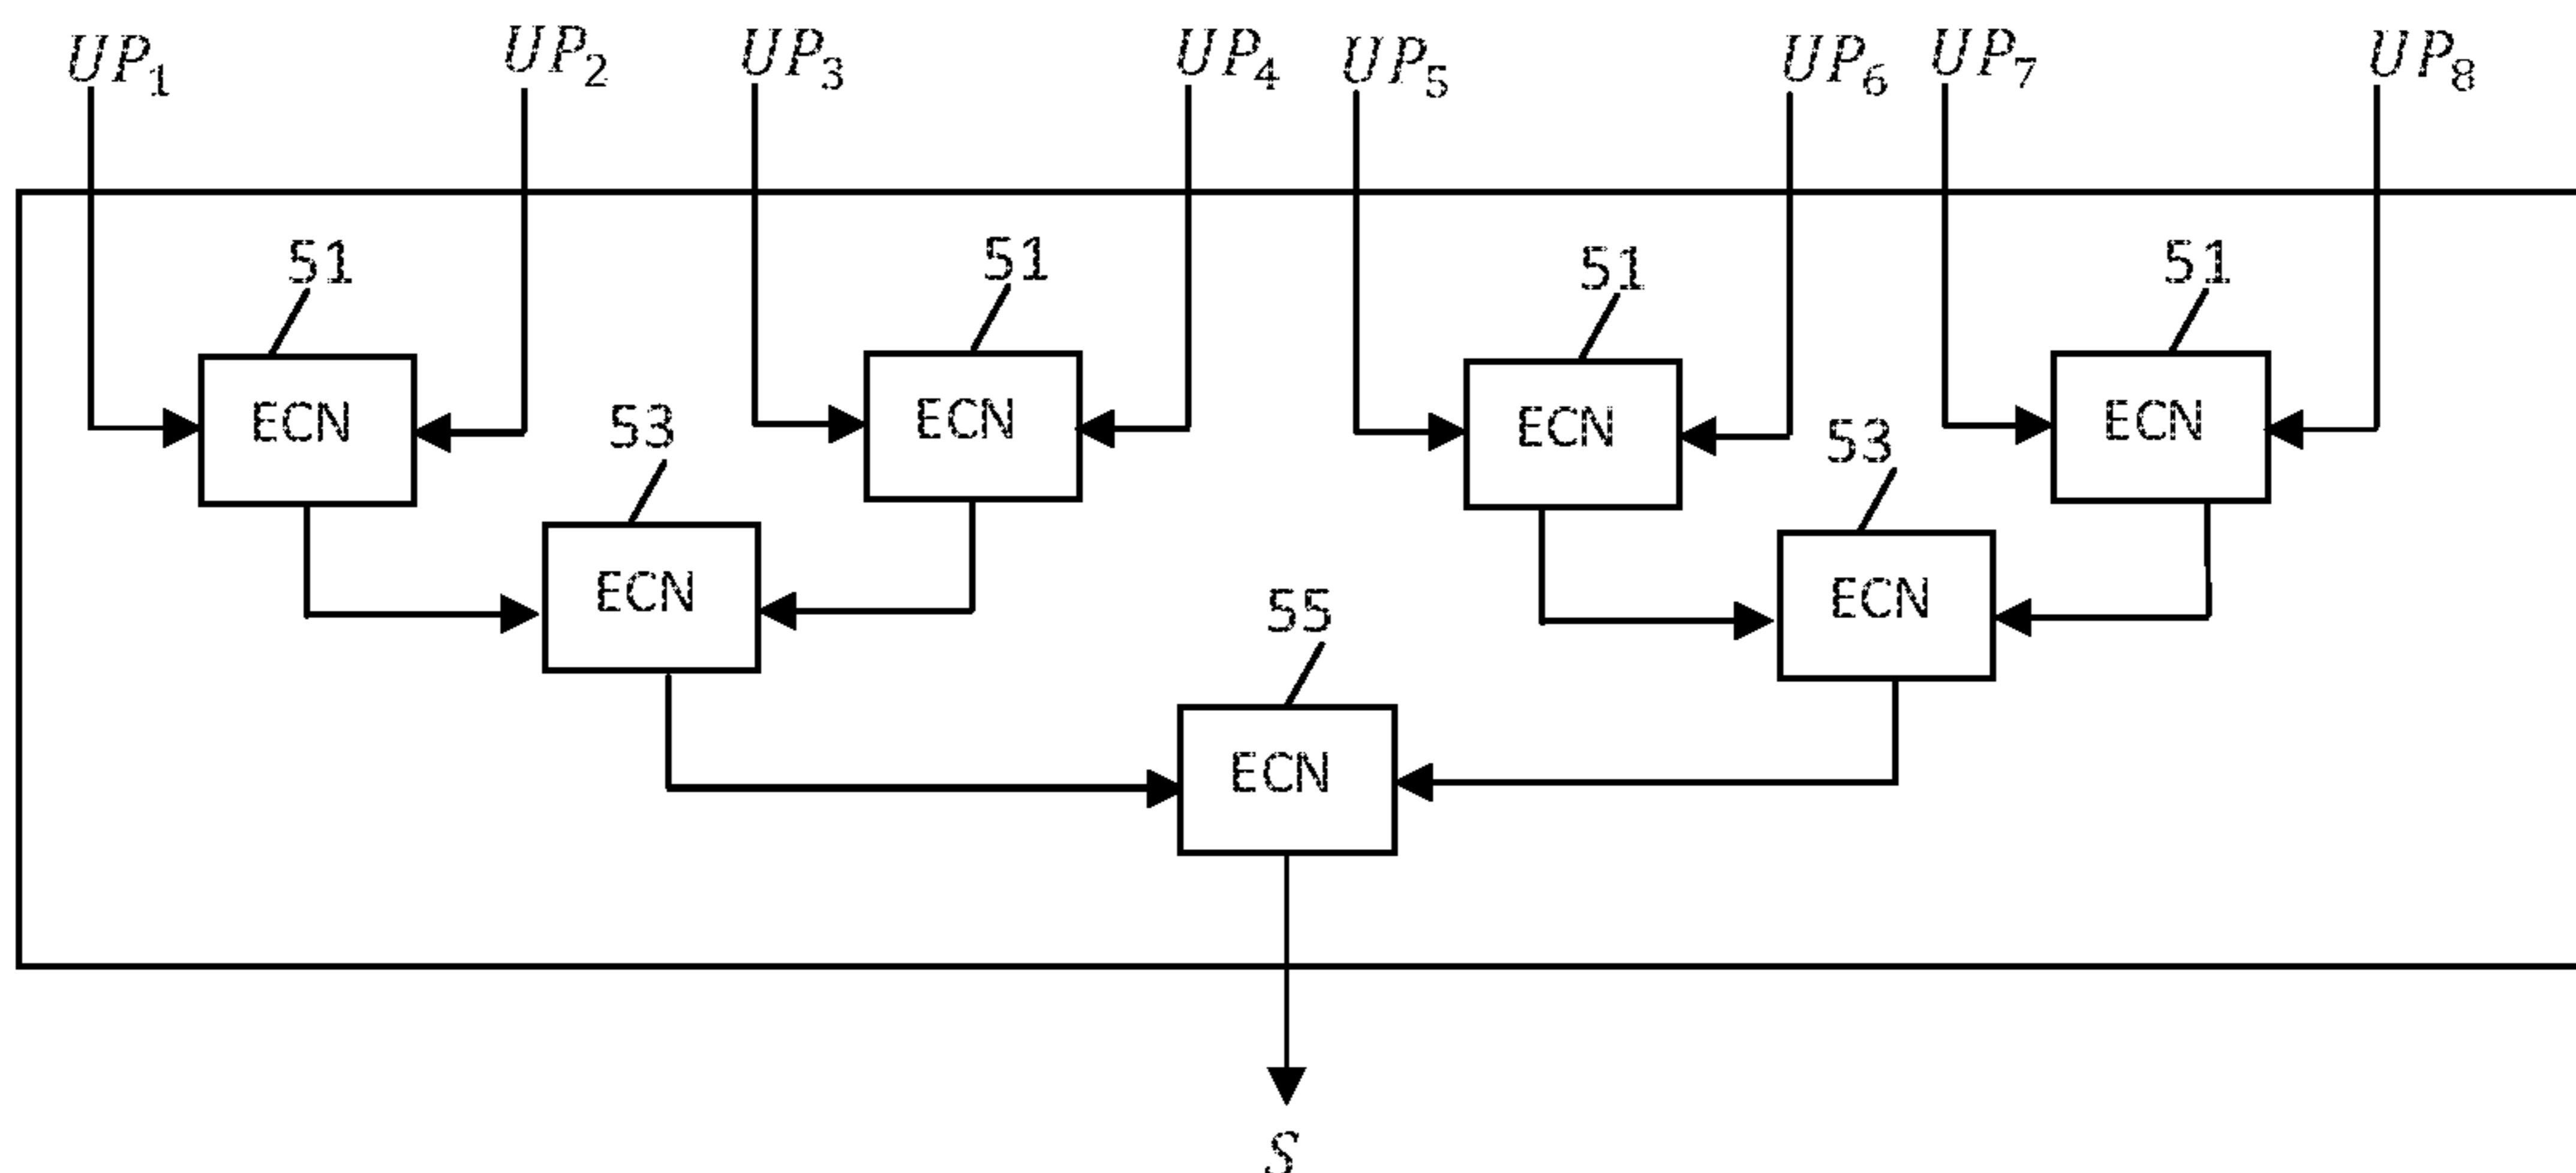 UP₁ UP₂ UP₃ UP₄ UP₅ UP₆ UP₇ UP₈
51 51 51 51
ECN ECN ECN ECN
53 53
ECN ECN
55
ECN
S